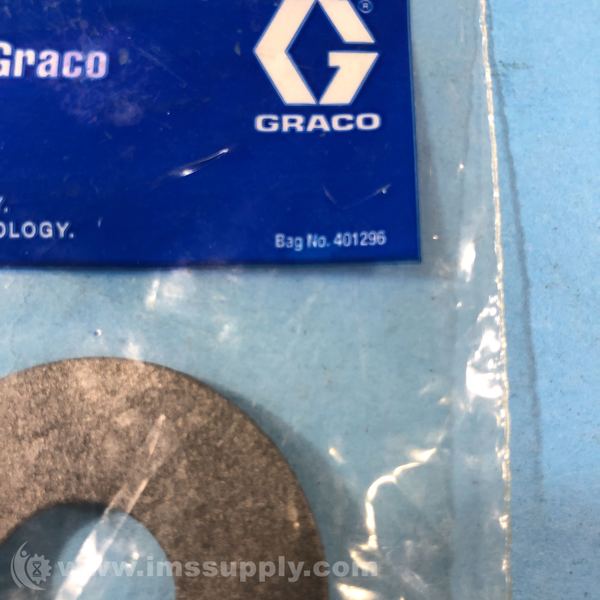 Graco
®
GRACO
Y.
OLOGY.
Bag No. 401296
www.imssupply.com